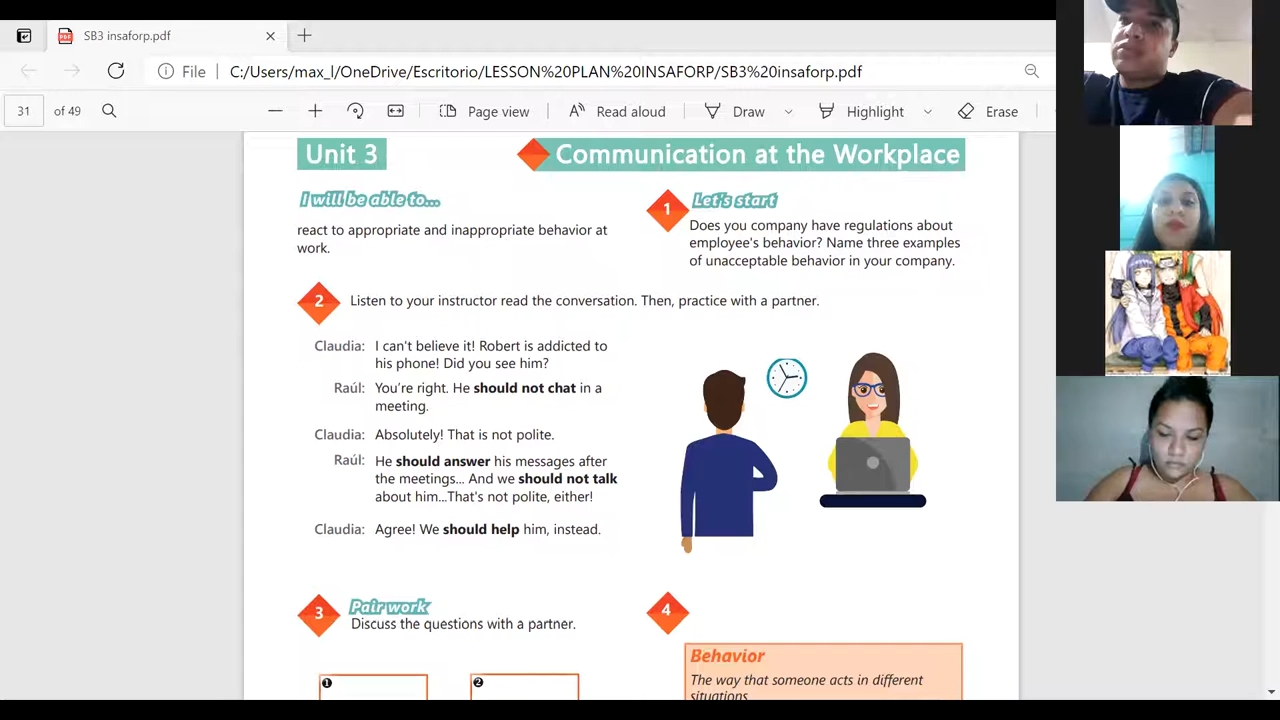 SB3 insaforp.pdf
File
C:/Users/max_l/OneDrive/Escritorio/LESSON%20PLAN%20INSAFORP/SB3%20insaforp.pdf
31 of 49
Page view
Read aloud
Draw
Highlight
Erase
Unit 3
Communication at the Workplace
I will be able to...
react to appropriate and inappropriate behavior at
work.
1
Let's start
Does you company have regulations about
employee's behavior? Name three examples
of unacceptable behavior in your company.
2
Listen to your instructor read the conversation. Then, practice with a partner.
Claudia: I can't believe it! Robert is addicted to
his phone! Did you see him?
Raúl: You're right. He should not chat in a
meeting.
Claudia: Absolutely! That is not polite.
Raúl: He should answer his messages after
the meetings... And we should not talk
about him...That's not polite, either!
Claudia: Agree! We should help him, instead.
3
Pair work
Discuss the questions with a partner.
1
2
4
Behavior
The way that someone acts in different
situations